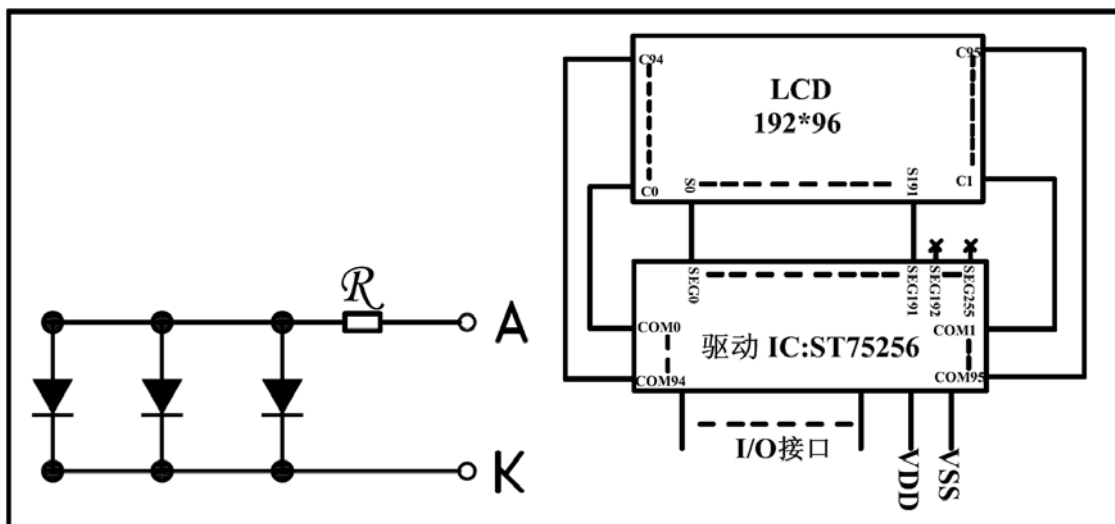 R
A
K
C94
C95
LCD
192*96
C0
S0
S191
C1
SEG0
SEG191
SEG192
SEG255
COM0
驱动 IC:ST75256
COM1
COM94
COM95
I/O接口
VDD
VSS